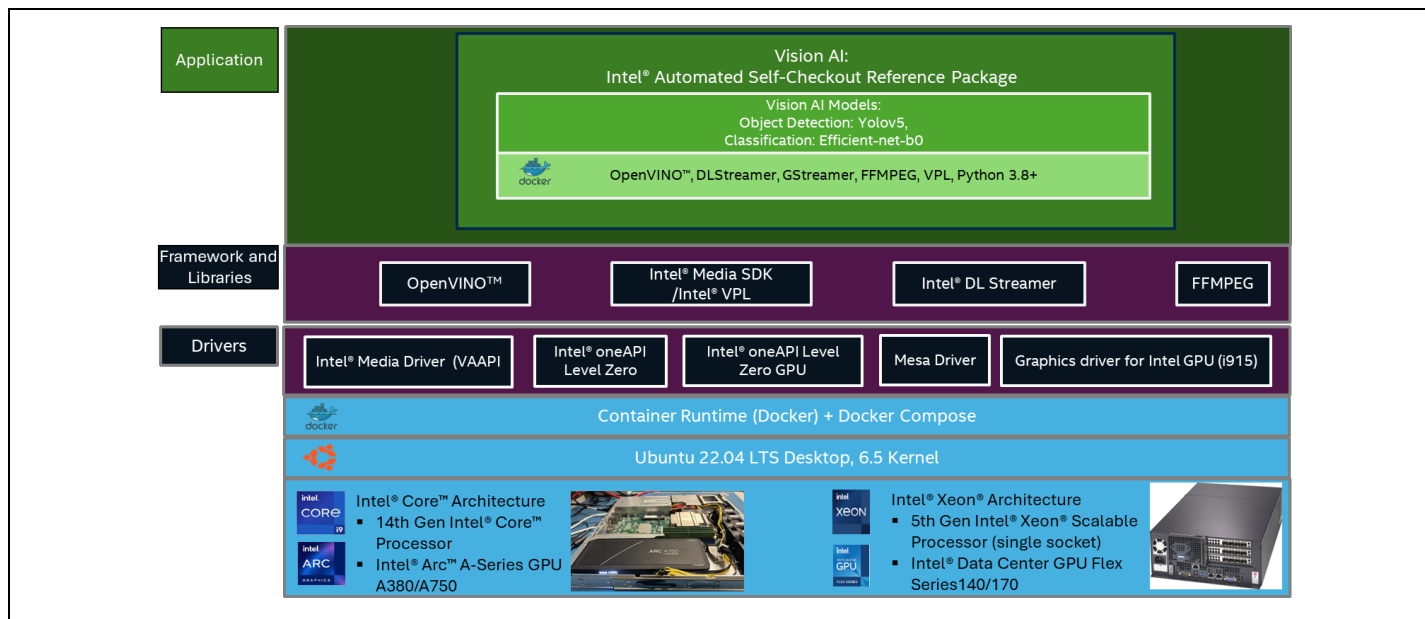 Application
Vision AI:
Intel® Automated Self-Checkout Reference Package
Vision AI Models:
Object Detection: Yolov5,
Classification: Efficient-net-b0
docker
OpenVINO™, DLStreamer, GStreamer, FFMPEG, VPL, Python 3.8+
Framework and
Libraries
OpenVINO™
Intel® Media SDK
/Intel® VPL
Intel® DL Streamer
FFMPEG
Drivers
Intel® Media Driver (VAAPI
Intel® oneAPI
Level Zero
Intel® oneAPI Level
Zero GPU
Mesa Driver
Graphics driver for Intel GPU (i915)
docker
Container Runtime (Docker) + Docker Compose
Ubuntu 22.04 LTS Desktop, 6.5 Kernel
intel
CORe
i9
intel
ARC
GRAPHICS
Intel® Core™ Architecture
▪ 14th Gen Intel® Core™
Processor
▪ Intel® Arc™ A-Series GPU
A380/A750
ARC A750
intel
XeON
intel
GPU
FLEX SERIES
Intel® Xeon® Architecture
▪ 5th Gen Intel® Xeon® Scalable
Processor (single socket)
▪ Intel® Data Center GPU Flex
Series140/170